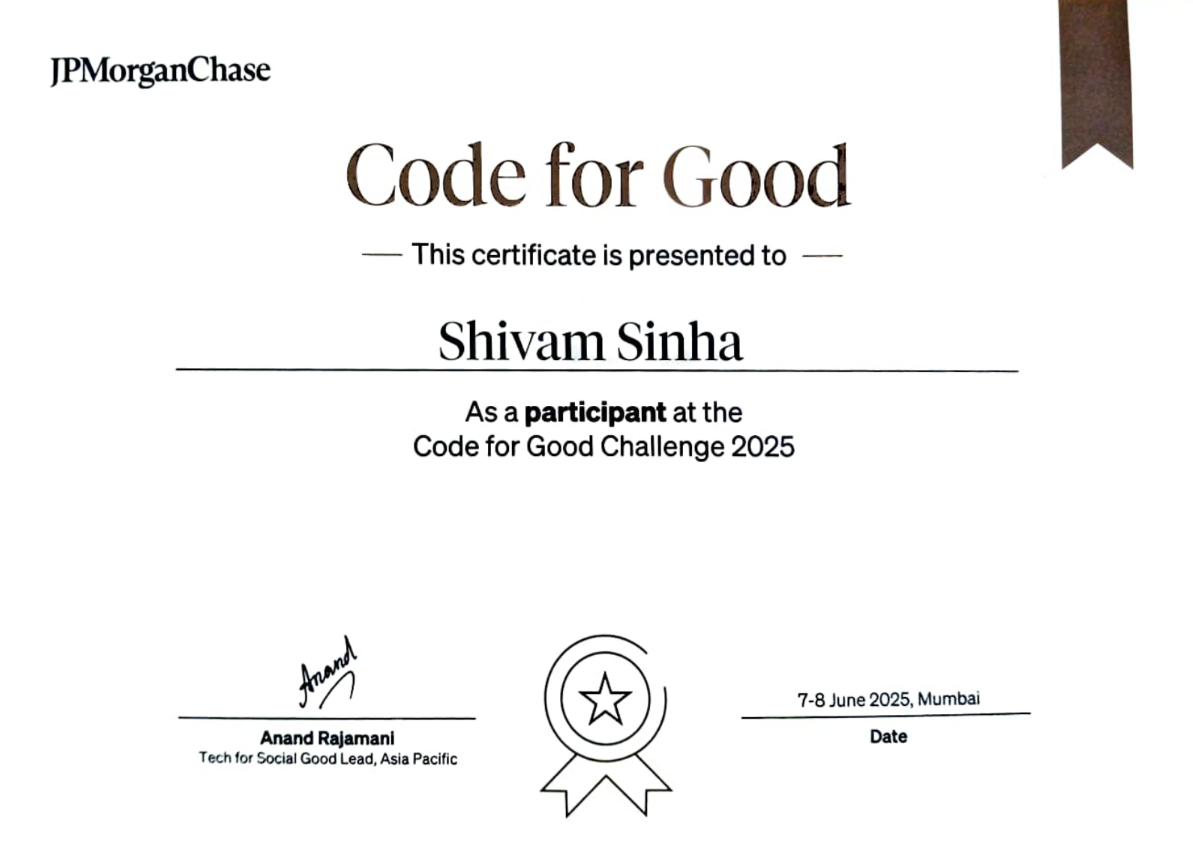 JPMorganChase
Code for Good
This certificate is presented to
Shivam Sinha
As a participant at the
Code for Good Challenge 2025
Anand
7-8 June 2025, Mumbai
Anand Rajamani
Date
Tech for Social Good Lead, Asia Pacific